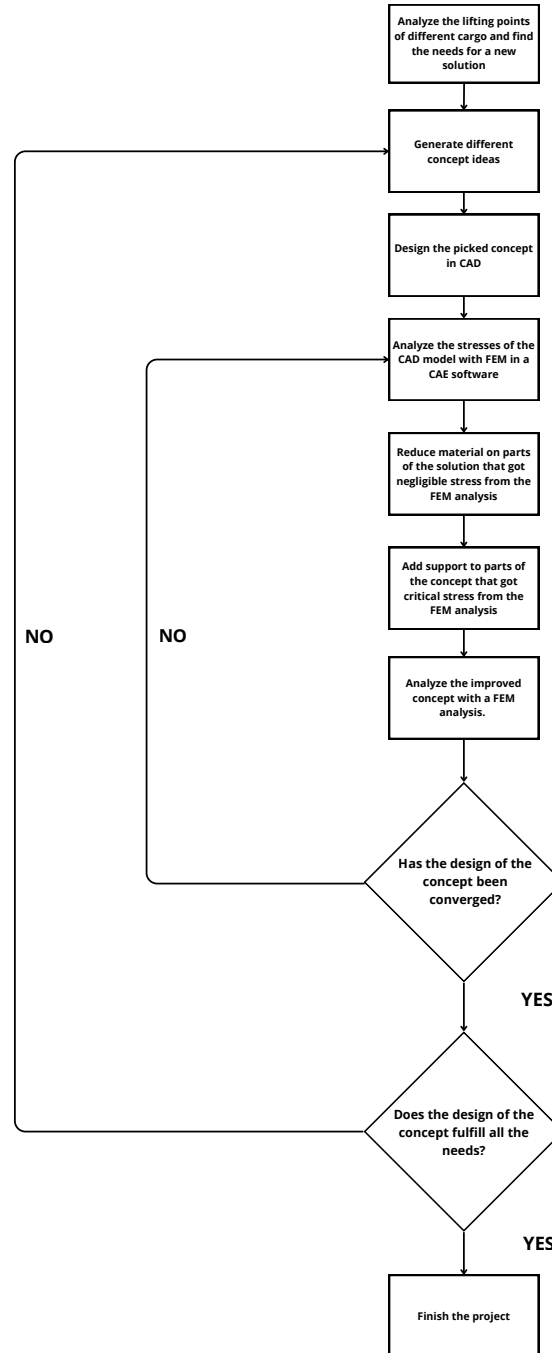 Analyze the lifting points
of different cargo and find
the needs for a new
solution
Generate different
concept ideas
Design the picked concept
in CAD
Analyze the stresses of the
CAD model with FEM in a
CAE software
Reduce material on parts
of the solution that got
negligible stress from the
FEM analysis
Add support to parts of
the concept that got
critical stress from the
FEM analysis
NO
NO
Analyze the improved
concept with a FEM
analysis.
Has the design of the
concept been
converged?
YES
Does the design of the
concept fulfill all the
needs?
YES
Finish the project